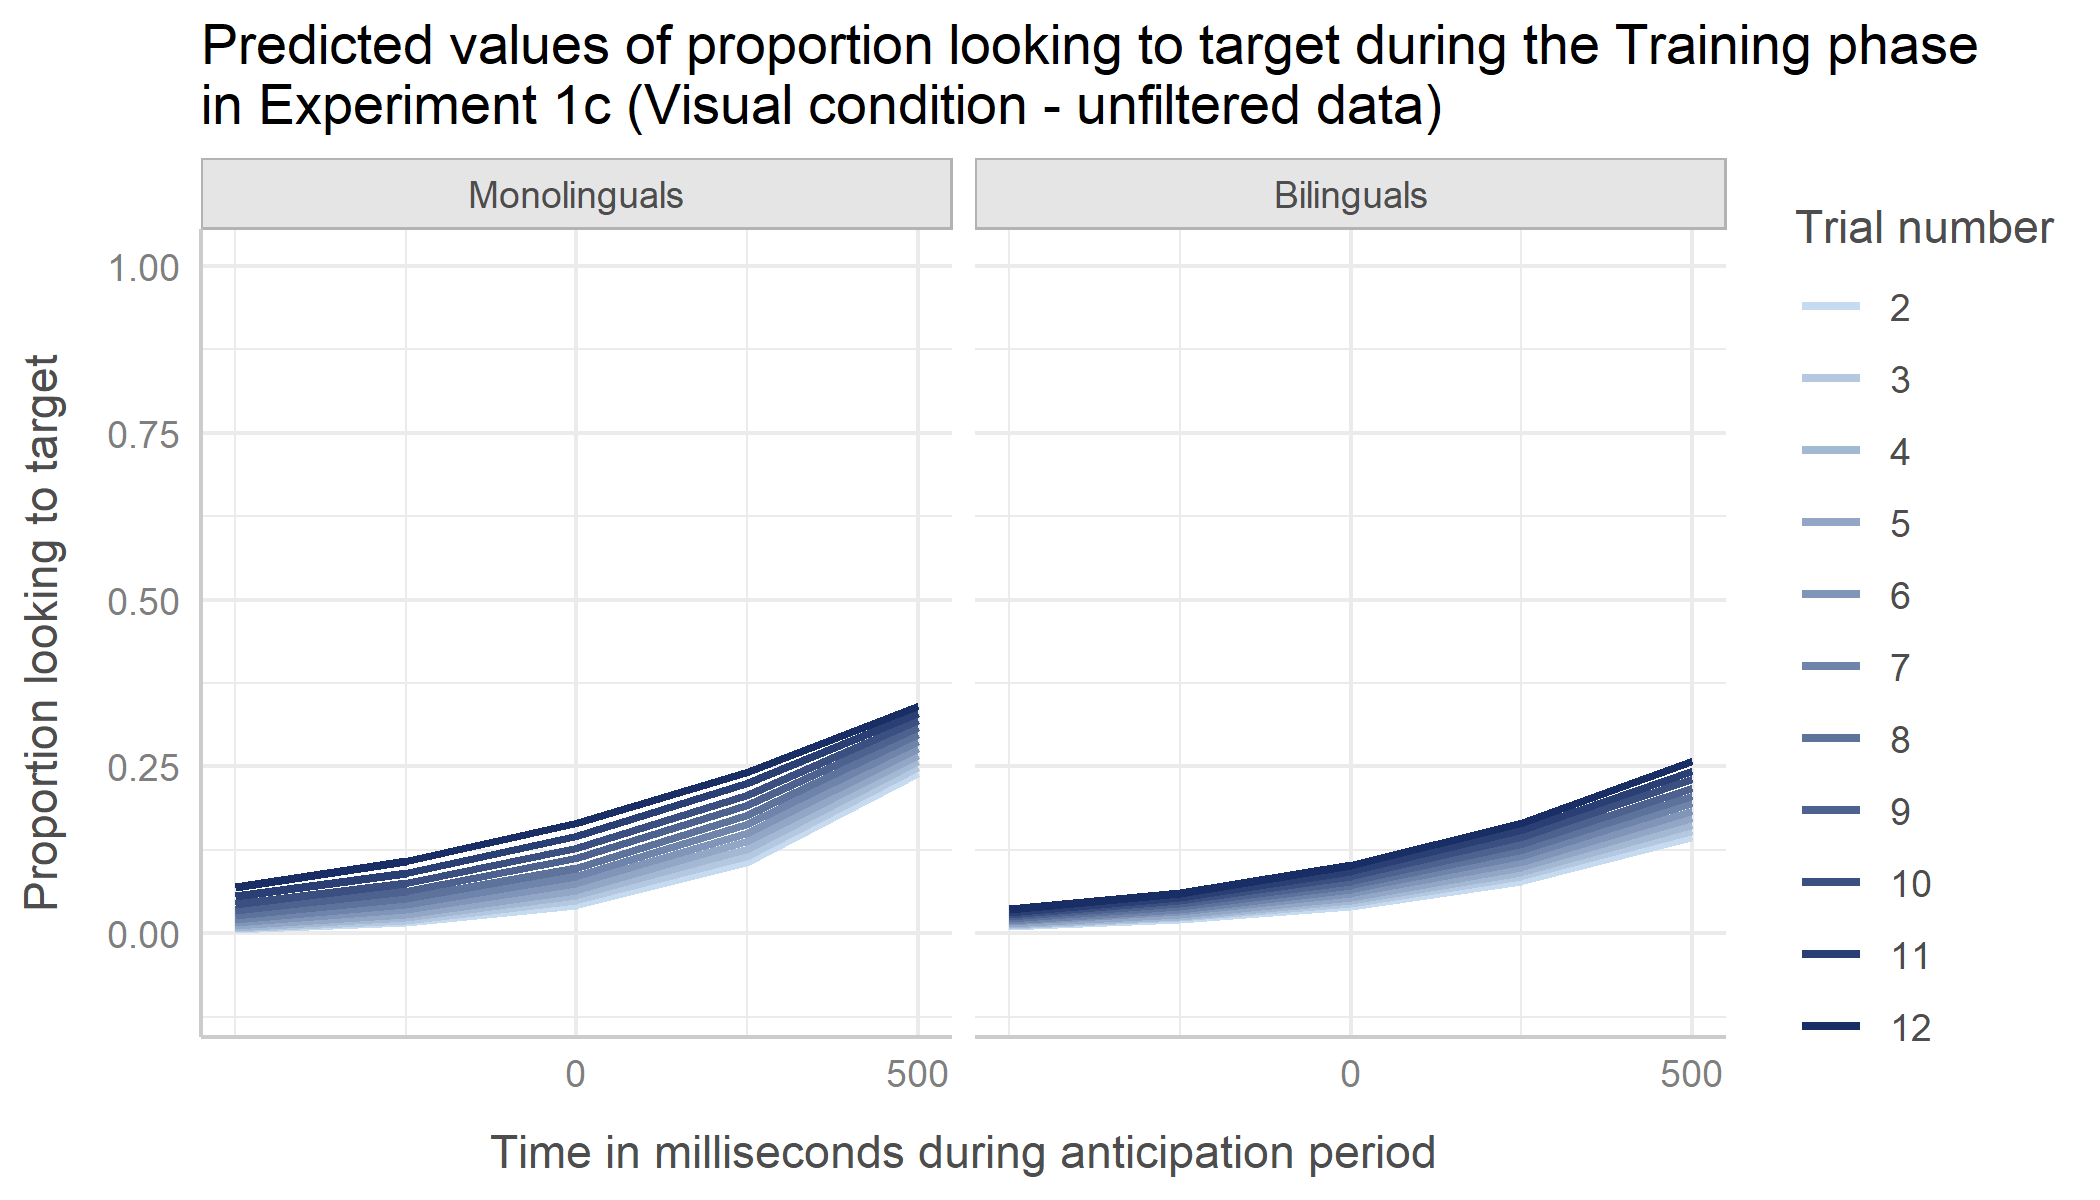 Predicted values of proportion looking to target during the Training phase
in Experiment 1c (Visual condition - unfiltered data)
Monolinguals
Bilinguals
Proportion looking to target
1.00
0.75
0.50
0.25
0.00
0
500
0
500
Time in milliseconds during anticipation period
Trial number
2
3
4
5
6
7
8
9
10
11
12